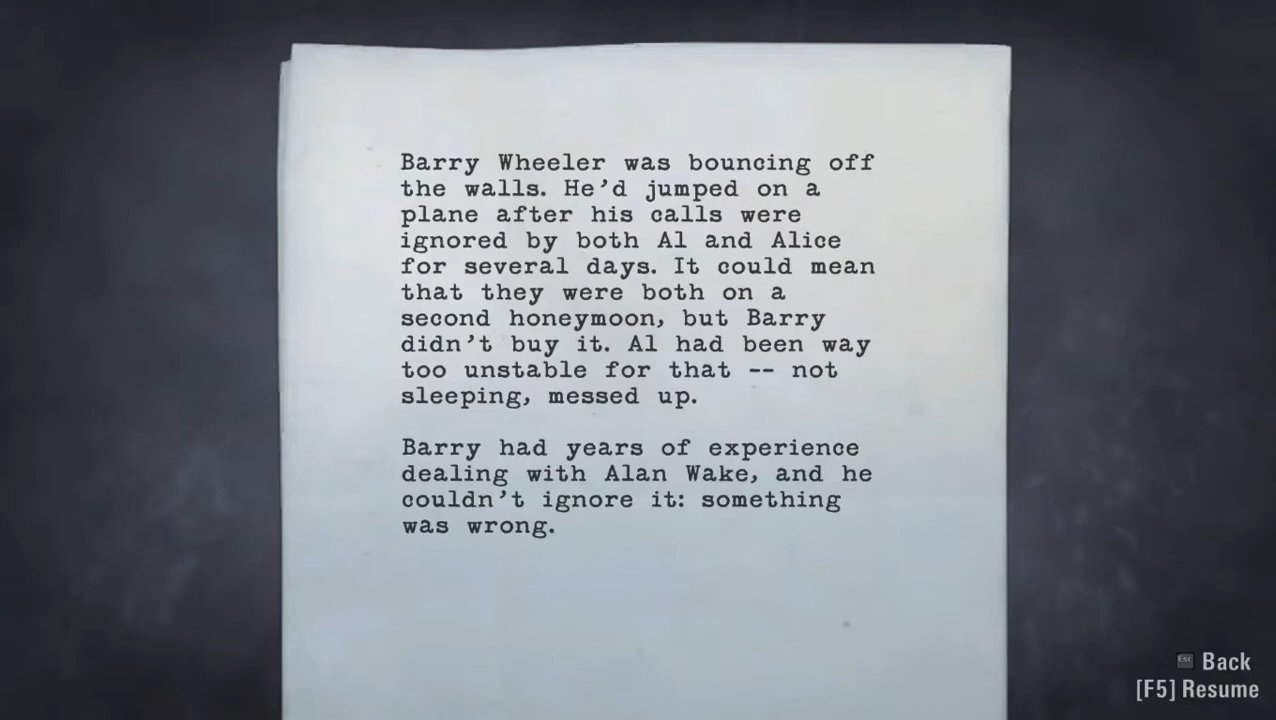 Barry Wheeler was bouncing off
the walls. He'd jumped on a
plane after his calls were
ignored by both Al and Alice
for several days. It could mean
that they were both on a
second honeymoon, but Barry
didn't buy it. Al had been way
too unstable for that -- not
sleeping, messed up.
Barry had years of experience
dealing with Alan Wake, and he
couldn't ignore it: something
was wrong.
Esc Back
[F5] Resume